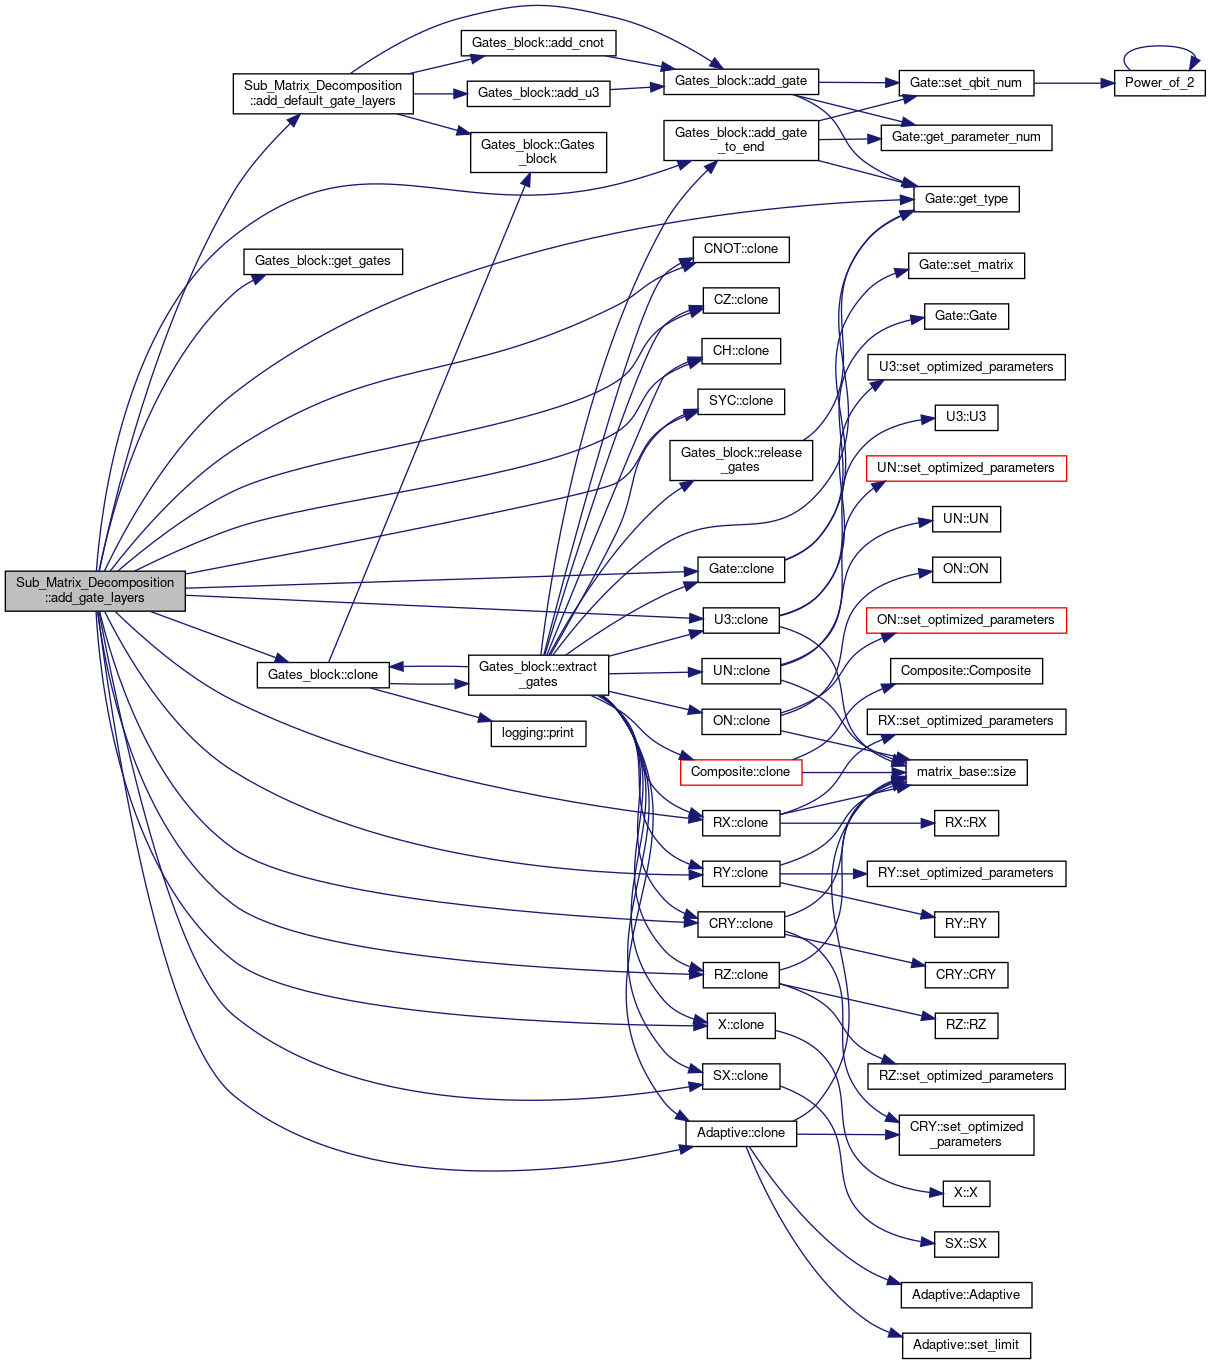 Sub_Matrix_Decomposition
::add_gate_layers
Sub_Matrix_Decomposition
::add_default_gate_layers
Gates_block::get_gates
Gates_block::clone
Gates_block::add_cnot
Gates_block::add_u3
Gates_block::Gates
_block
Gates_block::extract
_gates
logging::print
Gates_block::add_gate
Gates_block::add_gate
_to_end
CNOT::clone
CZ::clone
CH::clone
SYC::clone
Gates_block::release
_gates
Gate::clone
U3::clone
UN::clone
ON::clone
Composite::clone
RX::clone
RY::clone
CRY::clone
RZ::clone
X::clone
SX::clone
Adaptive::clone
Gate::set_qbit_num
Gate::get_parameter_num
Gate::get_type
Gate::set_matrix
Gate::Gate
U3::set_optimized_parameters
U3::U3
UN::set_optimized_parameters
UN::UN
ON::ON
ON::set_optimized_parameters
Composite::Composite
RX::set_optimized_parameters
matrix_base::size
RX::RX
RY::set_optimized_parameters
RY::RY
CRY::CRY
RZ::RZ
RZ::set_optimized_parameters
CRY::set_optimized
_parameters
X::X
SX::SX
Adaptive::Adaptive
Adaptive::set_limit
Power_of_2